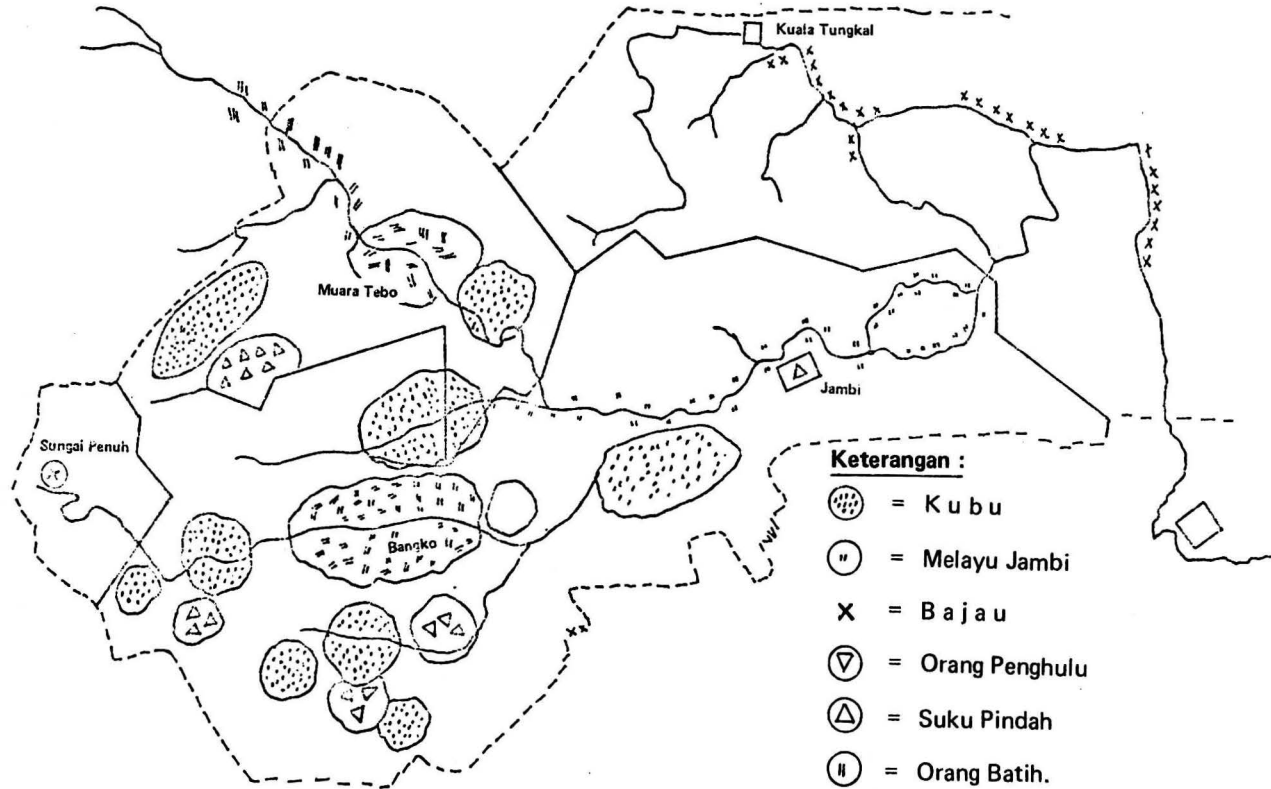 Kuala Tungkal
Muara Tebo
Jambi
Sungai Penuh
Bangko
Keterangan :
= K u b u
= Melayu Jambi
= B a j a u
= Orang Penghulu
= Suku Pindah
= Orang Batih.